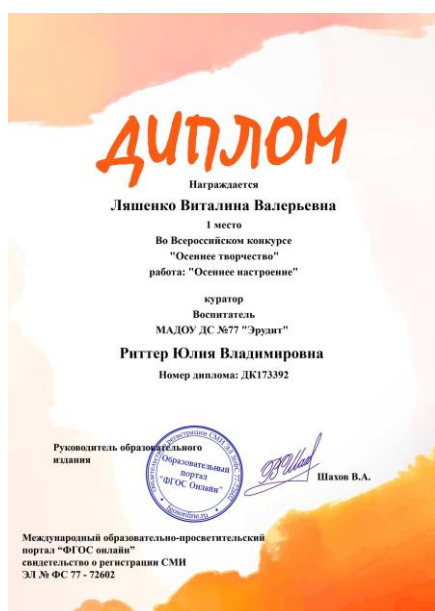 ДИПЛОМ
Награждается
Ляшенко Виталина Валерьевна
1 место
Во Всероссийском конкурсе
"Осеннее творчество"
работа: "Осеннее настроение"
куратор
Воспитатель
МАДОУ ДС №77 "Эрудит"
Риттер Юлия Владимировна
Номер диплома: ДК173392
Руководитель образовательного
издания
Образовательный
портал
"ФГОС Онлайн"
Шахов В.А.
Международный образовательно-просветительский
портал “ФГОС онлайн”
свидетельство о регистрации СМИ
ЭЛ № ФС 77 - 72602